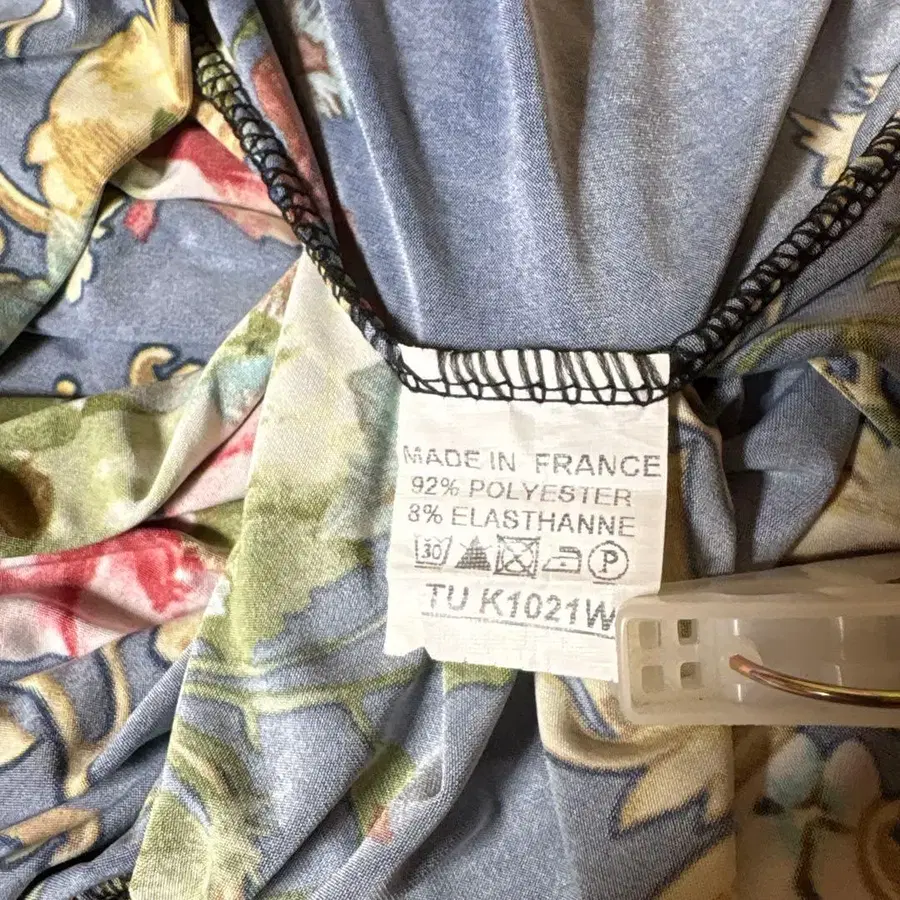 MADE IN FRANCE
92% POLYESTER
8% ELASTHANNE
30 P
TU K1021W